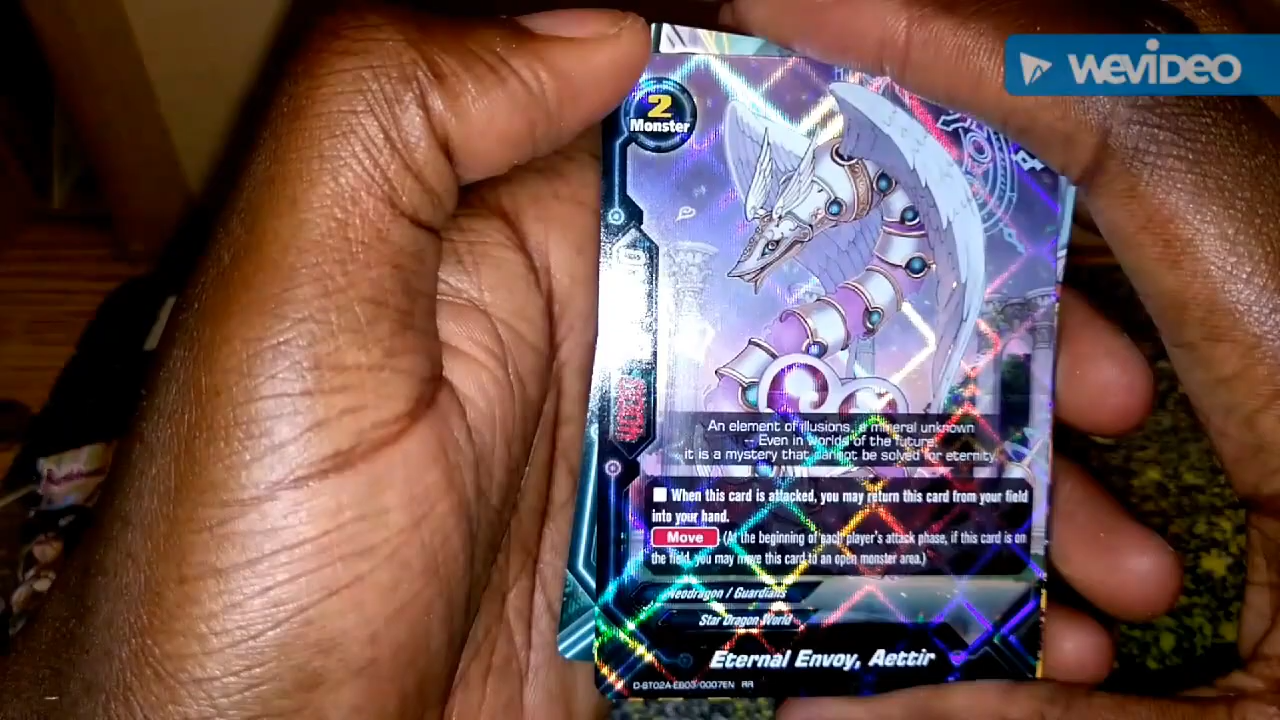 WEVIDEO
2
Monster
An element of illusions, a mineral unknown
-- Even in worlds of the future,
it is a mystery that cannot be solved for eternity.
When this card is attacked, you may return this card from your field
into your hand.
Move (At the beginning of each player's attack phase, if this card is on
the field, you may move this card to an open monster area.)
Neodragon / Guardians
Star Dragon World
Eternal Envoy, Aettir
D-BT02A-EB03/0007EN RR